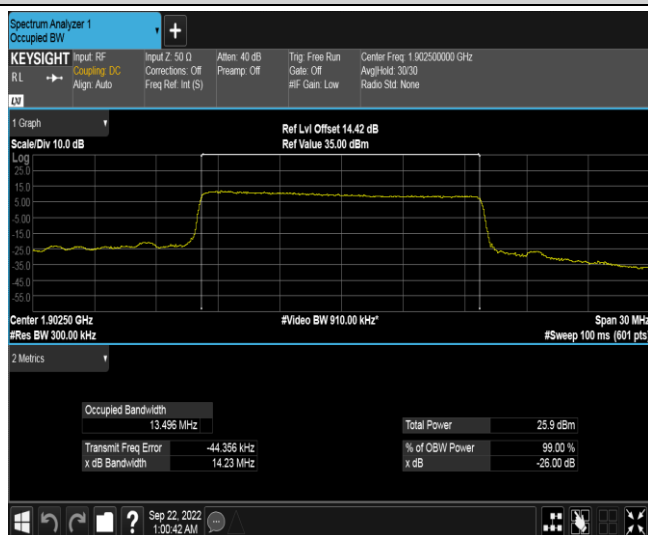 Spectrum Analyzer 1
Occupied BW
+
KEYSIGHT
R L
LXI
Input: RF
Coupling: DC
Align: Auto
Input Z: 50 Ω
Corrections: Off
Freq Ref: Int (S)
Atten: 40 dB
Preamp: Off
Trig: Free Run
Gate: Off
#IF Gain: Low
Center Freq: 1.902500000 GHz
Avg|Hold: 30/30
Radio Std: None
1 Graph
Scale/Div 10.0 dB
Ref Lvl Offset 14.42 dB
Ref Value 35.00 dBm
Log
25.0
15.0
5.00
-5.00
-15.0
-25.0
-35.0
-45.0
-55.0
Center 1.90250 GHz
#Res BW 300.00 kHz
#Video BW 910.00 kHz*
Span 30 MHz
#Sweep 100 ms (601 pts)
2 Metrics
Occupied Bandwidth
13.496 MHz
Transmit Freq Error -44.356 kHz
x dB Bandwidth 14.23 MHz
Total Power 25.9 dBm
% of OBW Power 99.00 %
x dB -26.00 dB
?
Sep 22, 2022
1:00:42 AM